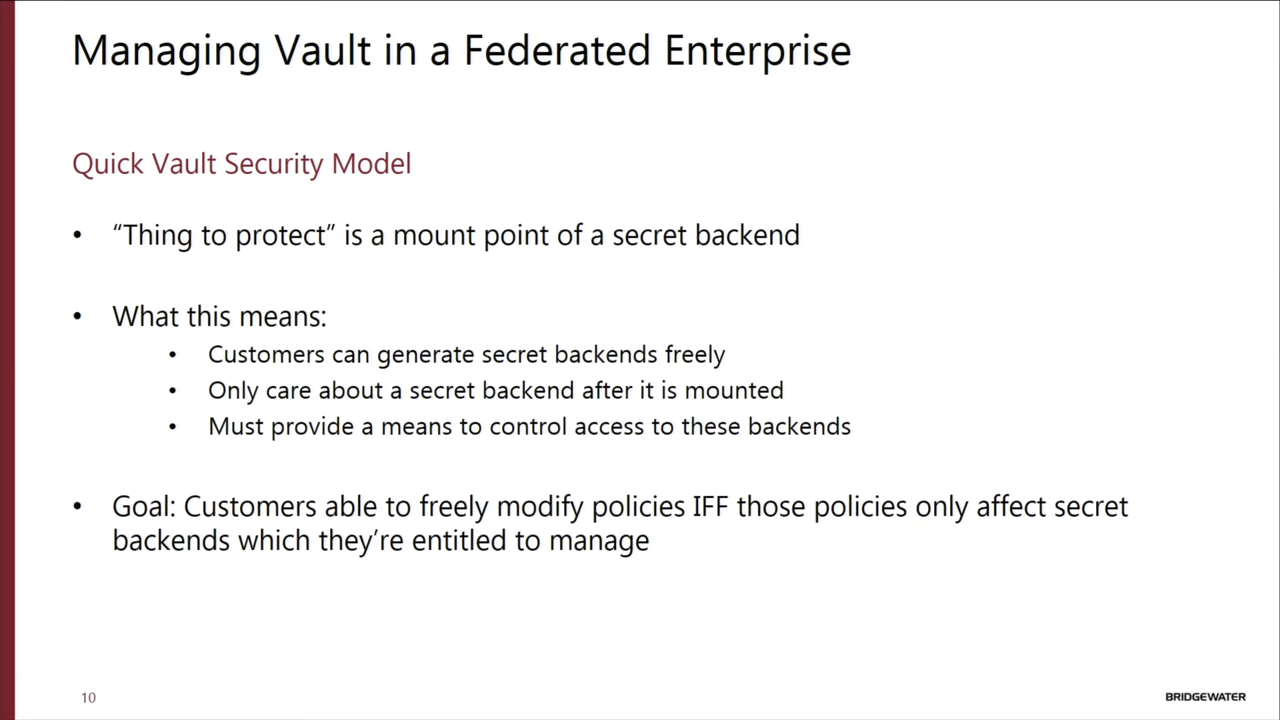 Managing Vault in a Federated Enterprise
Quick Vault Security Model
• “Thing to protect” is a mount point of a secret backend
• What this means:
• Customers can generate secret backends freely
• Only care about a secret backend after it is mounted
• Must provide a means to control access to these backends
• Goal: Customers able to freely modify policies IFF those policies only affect secret
backends which they’re entitled to manage
10
BRIDGEWATER